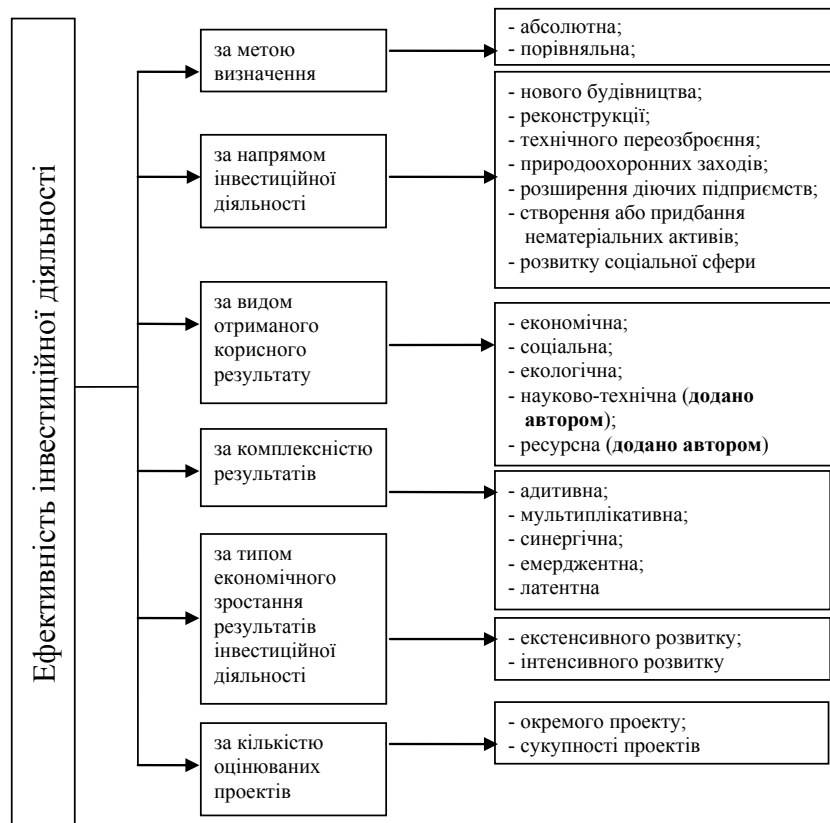 Ефективність інвестиційної діяльності
за метою
визначення
- абсолютна;
- порівняльна;
за напрямом
інвестиційної
діяльності
- нового будівництва;
- реконструкції;
- технічного переозброєння;
- природоохоронних заходів;
- розширення діючих підприємств;
- створення або придбання
нематеріальних активів;
- розвитку соціальної сфери
за видом
отриманого
корисного
результату
- економічна;
- соціальна;
- екологічна;
- науково-технічна (додано
автором);
- ресурсна (додано автором)
за комплексністю
результатів
- адитивна;
- мультиплікативна;
- синергічна;
- емерджентна;
- латентна
за типом
економічного
зростання
результатів
інвестиційної
діяльності
- екстенсивного розвитку;
- інтенсивного розвитку
за кількістю
оцінюваних
проектів
- окремого проекту;
- сукупності проектів